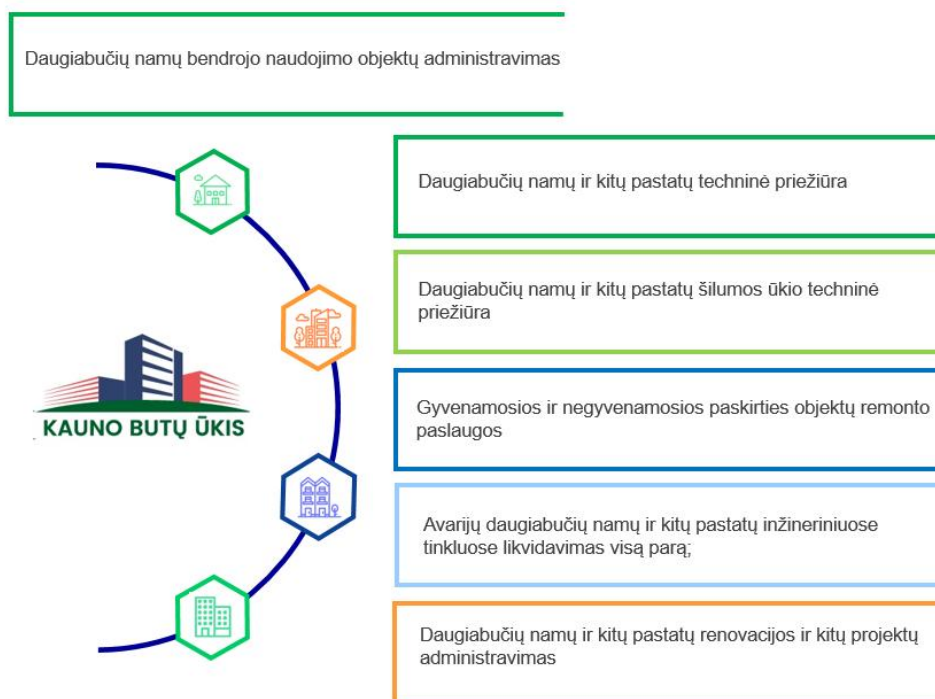 Daugiabučių namų bendrojo naudojimo objektų administravimas
Daugiabučių namų ir kitų pastatų techninė priežiūra
Daugiabučių namų ir kitų pastatų šilumos ūkio techninė
priežiūra
KAUNO BUTŲ ŪKIS
Gyvenamosios ir negyvenamosios paskirties objektų remonto
paslaugos
Avarijų daugiabučių namų ir kitų pastatų inžineriniuose
tinkluose likvidavimas visą parą;
Daugiabučių namų ir kitų pastatų renovacijos ir kitų projektų
administravimas